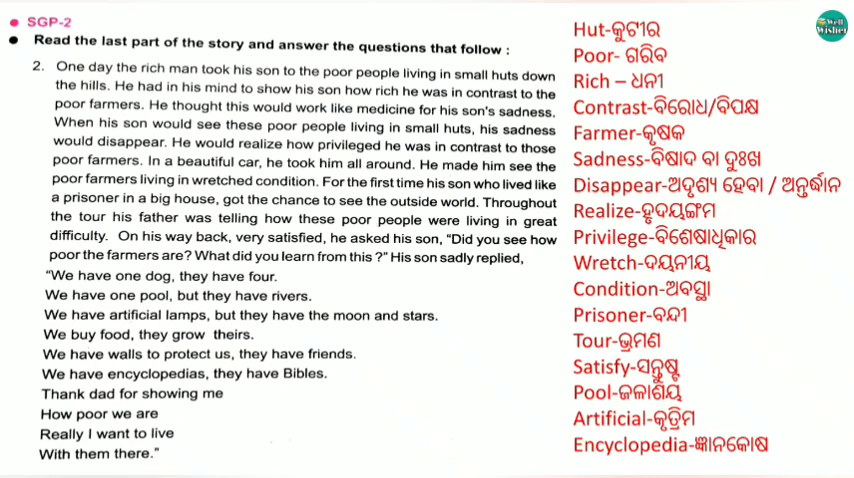 SGP-2
Read the last part of the story and answer the questions that follow :
2. One day the rich man took his son to the poor people living in small huts down
the hills. He had in his mind to show his son how rich he was in contrast to the
poor farmers. He thought this would work like medicine for his son's sadness.
When his son would see these poor people living in small huts, his sadness
would disappear. He would realize how privileged he was in contrast to those
poor farmers. In a beautiful car, he took him all around. He made him see the
poor farmers living in wretched condition. For the first time his son who lived like
a prisoner in a big house, got the chance to see the outside world. Throughout
the tour his father was telling how these poor people were living in great
difficulty. On his way back, very satisfied, he asked his son, "Did you see how
poor the farmers are? What did you learn from this ?" His son sadly replied,
"We have one dog, they have four.
We have one pool, but they have rivers.
We have artificial lamps, but they have the moon and stars.
We buy food, they grow theirs.
We have walls to protect us, they have friends.
We have encyclopedias, they have Bibles.
Thank dad for showing me
How poor we are
Really I want to live
With them there."
Hut-କୁଟୀର
Poor- ଗରିବ
Rich – ଧନୀ
Contrast-ବିରୋଧ/ବିପକ୍ଷ
Farmer-କୃଷକ
Sadness-ବିଷାଦ ବା ଦୁଃଖ
Disappear-ଅଦୃଶ୍ୟ ହେବା / ଅନ୍ତର୍ଦ୍ଧାନ
Realize-ହୃଦୟଙ୍ଗମ
Privilege-ବିଶେଷାଧିକାର
Wretch-ଦୟନୀୟ
Condition-ଅବସ୍ଥା
Prisoner-ବନ୍ଦୀ
Tour-ଭ୍ରମଣ
Satisfy-ସନ୍ତୁଷ୍ଟ
Pool-ଜଳାଶୟ
Artificial-କୃତ୍ରିମ
Encyclopedia-ଜ୍ଞାନକୋଷ
Well
Wisher